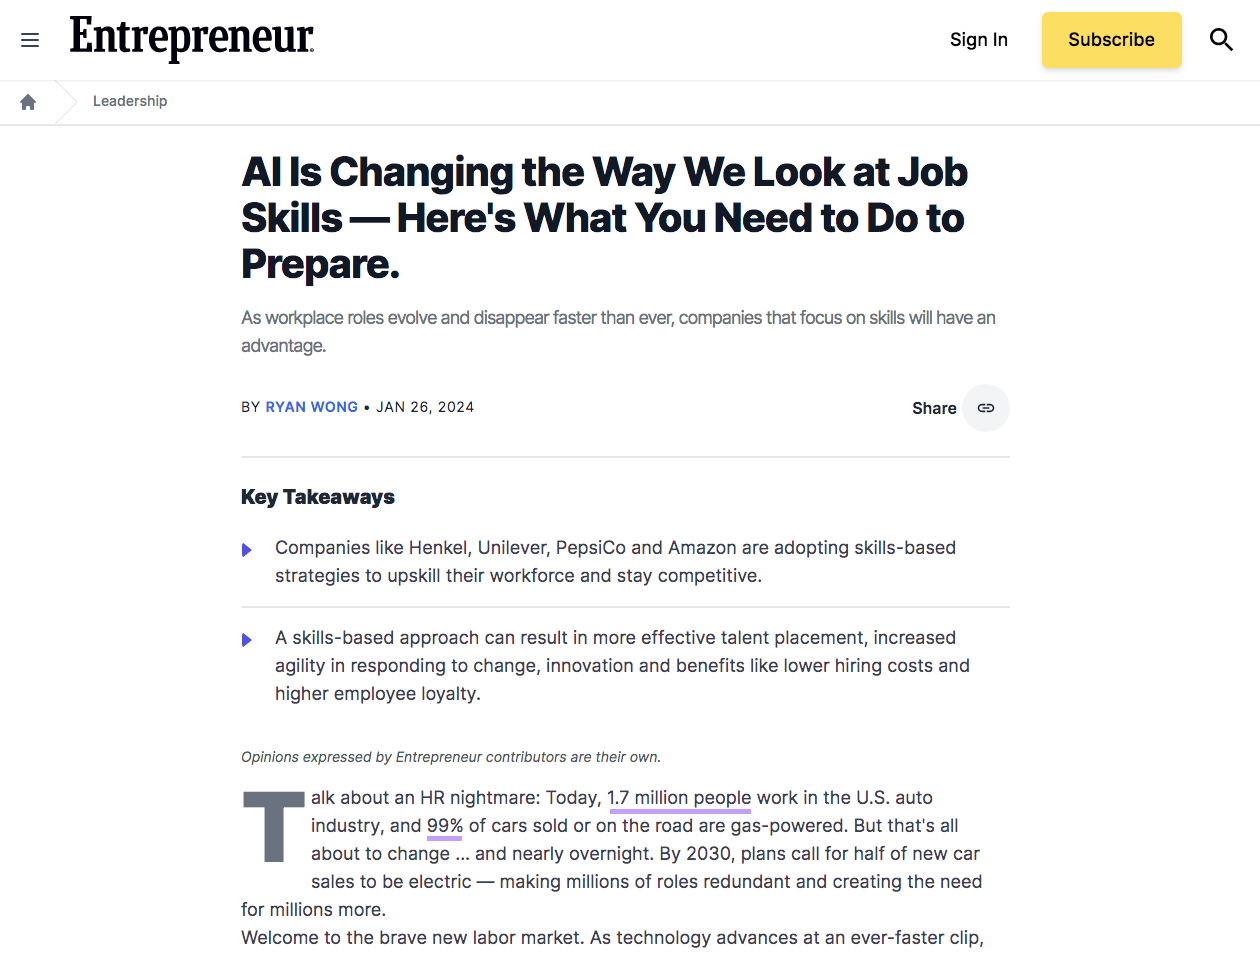 Entrepreneur.
Sign In
Subscribe
Leadership
AI Is Changing the Way We Look at Job
Skills — Here's What You Need to Do to
Prepare.
As workplace roles evolve and disappear faster than ever, companies that focus on skills will have an
advantage.
BY RYAN WONG • JAN 26, 2024
Share
Key Takeaways
Companies like Henkel, Unilever, PepsiCo and Amazon are adopting skills-based
strategies to upskill their workforce and stay competitive.
A skills-based approach can result in more effective talent placement, increased
agility in responding to change, innovation and benefits like lower hiring costs and
higher employee loyalty.
Opinions expressed by Entrepreneur contributors are their own.
Talk about an HR nightmare: Today, 1.7 million people work in the U.S. auto
industry, and 99% of cars sold or on the road are gas-powered. But that's all
about to change ... and nearly overnight. By 2030, plans call for half of new car
sales to be electric — making millions of roles redundant and creating the need
for millions more.
Welcome to the brave new labor market. As technology advances at an ever-faster clip,